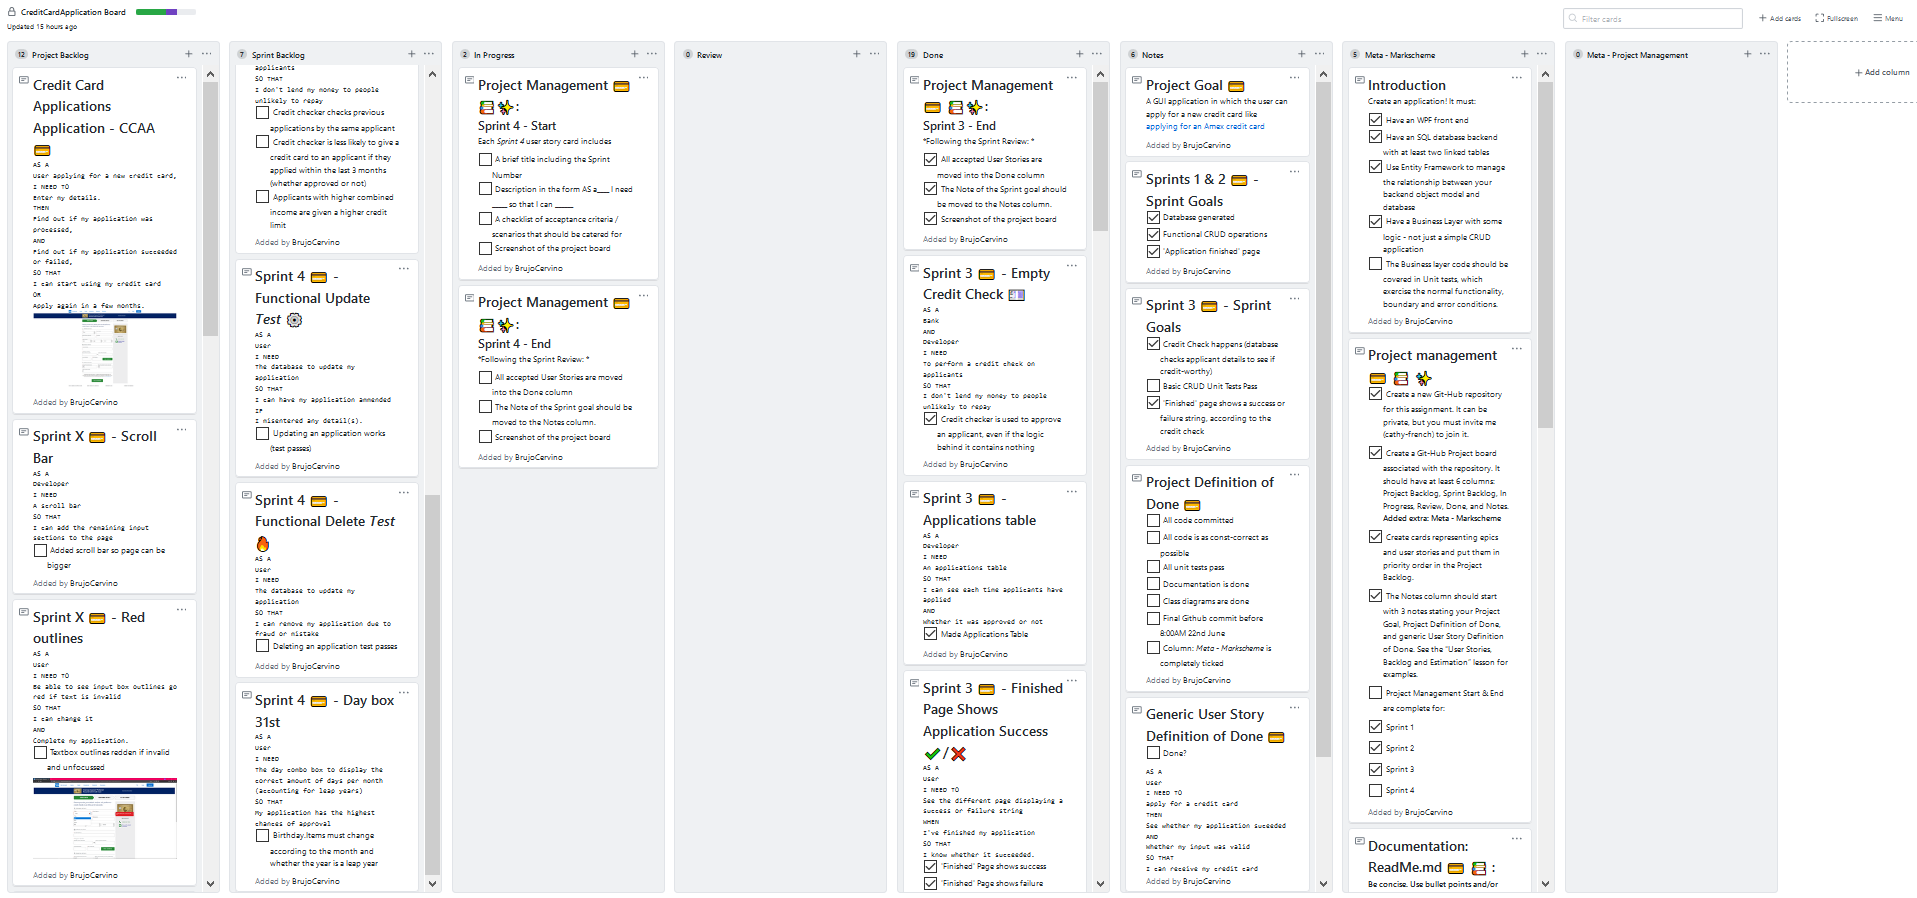 CreditCardApplication Board
Updated 15 hours ago
Filter cards
Add cards
Fullscreen
Menu
12 Project Backlog
Credit Card
Applications
Application - CCAA
AS A
User applying for a new credit card,
I NEED TO
Enter my details.
THEN
Find out if my application was
processed,
AND
Find out if my application succeeded
or failed,
SO THAT
I can start using my credit card
OR
Apply again in a few months.
Added by BrujoCervino
Sprint X - Scroll
Bar
AS A
Developer
I NEED
A scroll bar
SO THAT
I can add the remaining input
sections to the page
Added scroll bar so page can be
bigger
Added by BrujoCervino
Sprint X - Red
outlines
AS A
User
I NEED TO
Be able to see input box outlines go
red if text is invalid
SO THAT
I can change it
AND
Complete my application.
Textbox outlines redden if invalid
and unfocussed
Added by BrujoCervino
7 Sprint Backlog
applicants
SO THAT
I don't lend my money to people
unlikely to repay
Credit checker checks previous
applications by the same applicant
Credit checker is less likely to give a
credit card to an applicant if they
applied within the last 3 months
(whether approved or not)
Applicants with higher combined
income are given a higher credit
limit
Added by BrujoCervino
Sprint 4 -
Functional Update
Test
AS A
User
I NEED
The database to update my
application
SO THAT
I can have my application ammended
IF
I misentered any detail(s).
Updating an application works
(test passes)
Added by BrujoCervino
Sprint 4 -
Functional Delete Test
AS A
User
I NEED
The database to update my
application
SO THAT
I can remove my application due to
fraud or mistake
Deleting an application test passes
Added by BrujoCervino
Sprint 4 - Day box
31st
AS A
User
I NEED
The day combo box to display the
correct amount of days per month
(accounting for leap years)
SO THAT
My application has the highest
chances of approval
Birthday.Items must change
according to the month and
whether the year is a leap year
Added by BrujoCervino
2 In Progress
Project Management
:
Sprint 4 - Start
Each Sprint 4 user story card includes
A brief title including the Sprint
Number
Description in the form AS a___ I need
____ so that I can _____
A checklist of acceptance criteria /
scenarios that should be catered for
Screenshot of the project board
Added by BrujoCervino
Project Management
:
Sprint 4 - End
*Following the Sprint Review: *
All accepted User Stories are moved
into the Done column
The Note of the Sprint goal should be
moved to the Notes column.
Screenshot of the project board
Added by BrujoCervino
0 Review
19 Done
Project Management
:
Sprint 3 - End
*Following the Sprint Review: *
All accepted User Stories are
moved into the Done column
The Note of the Sprint goal should
be moved to the Notes column.
Screenshot of the project board
Added by BrujoCervino
Sprint 3 - Empty
Credit Check
AS A
Bank
AND
Developer
I NEED
To perform a credit check on
applicants
SO THAT
I don't lend my money to people
unlikely to repay
Credit checker is used to approve
an applicant, even if the logic
behind it contains nothing
Added by BrujoCervino
Sprint 3 -
Applications table
AS A
Developer
I NEED
An applications table
SO THAT
I can see each time applicants have
applied
AND
whether it was approved or not
Made Applications Table
Added by BrujoCervino
Sprint 3 - Finished
Page Shows
Application Success
/
AS A
User
I NEED TO
See the different page displaying a
success or failure string
WHEN
I've finished my application
SO THAT
I know whether it succeeded.
'Finished' Page shows success
'Finished' Page shows failure
6 Notes
Project Goal
A GUI application in which the user can
apply for a new credit card like
applying for an Amex credit card
Added by BrujoCervino
Sprints 1 & 2 -
Sprint Goals
Database generated
Functional CRUD operations
'Application finished' page
Added by BrujoCervino
Sprint 3 - Sprint
Goals
Credit Check happens (database
checks applicant details to see if
credit-worthy)
Basic CRUD Unit Tests Pass
'Finished' page shows a success or
failure string, according to the
credit check
Added by BrujoCervino
Project Definition of
Done
All code committed
All code is as const-correct as
possible
All unit tests pass
Documentation is done
Class diagrams are done
Final Github commit before
8:00AM 22nd June
Column: Meta - Markscheme is
completely ticked
Added by BrujoCervino
Generic User Story
Definition of Done
Done?
AS A
User
I NEED TO
apply for a credit card
THEN
See whether my application suceeded
AND
Whether my input was valid
SO THAT
I can receive my credit card
Added by BrujoCervino
5 Meta - Markscheme
Introduction
Create an application! It must:
Have an WPF front end
Have an SQL database backend
with at least two linked tables
Use Entity Framework to manage
the relationship between your
backend object model and
database
Have a Business Layer with some
logic - not just a simple CRUD
application
The Business layer code should be
covered in Unit tests, which
exercise the normal functionality,
boundary and error conditions.
Added by BrujoCervino
Project management
Create a new Git-Hub repository
for this assignment. It can be
private, but you must invite me
(cathy-french) to join it.
Create a Git-Hub Project board
associated with the repository. It
should have at least 6 columns:
Project Backlog, Sprint Backlog, In
Progress, Review, Done, and Notes.
Added extra: Meta - Markscheme
Create cards representing epics
and user stories and put them in
priority order in the Project
Backlog.
The Notes column should start
with 3 notes stating your Project
Goal, Project Definition of Done,
and generic User Story Definition
of Done. See the "User Stories,
Backlog and Estimation" lesson for
examples.
Project Management Start & End
are complete for:
Sprint 1
Sprint 2
Sprint 3
Sprint 4
Added by BrujoCervino
Documentation:
ReadMe.md :
Be concise. Use bullet points and/or
0 Meta - Project Management
Add column